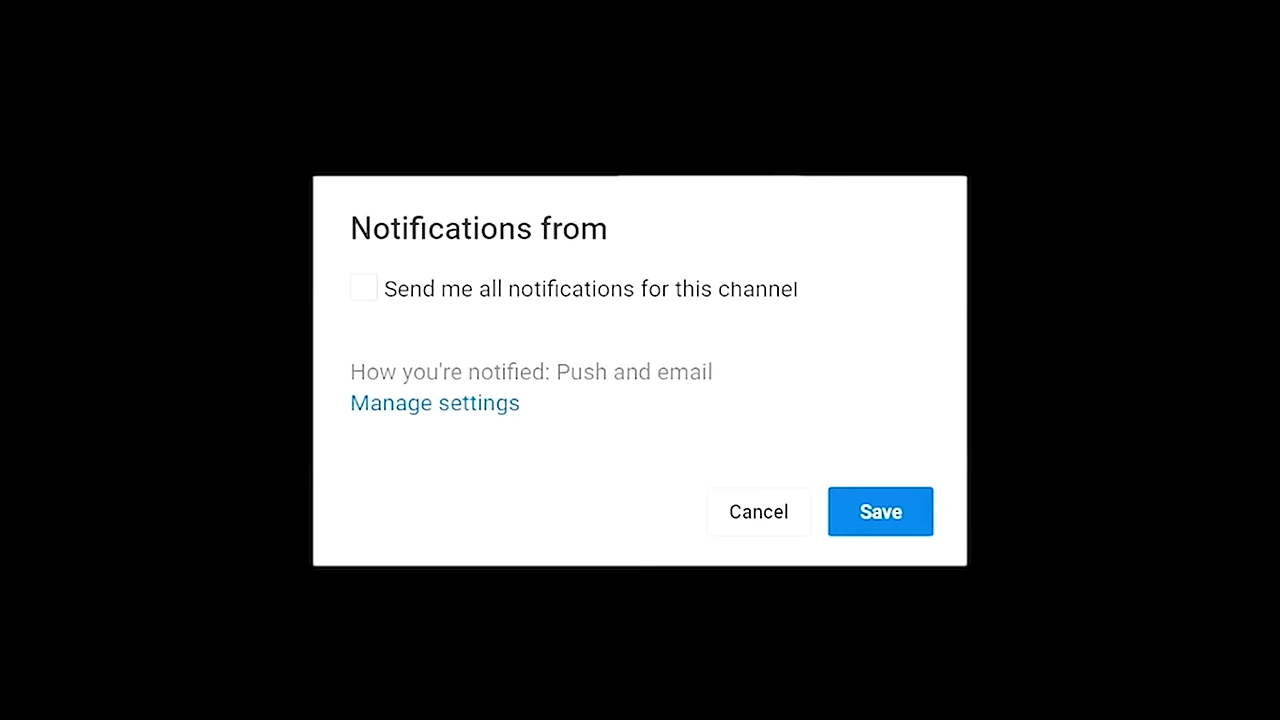 Notifications from
Send me all notifications for this channel
How you're notified: Push and email
Manage settings
Cancel
Save